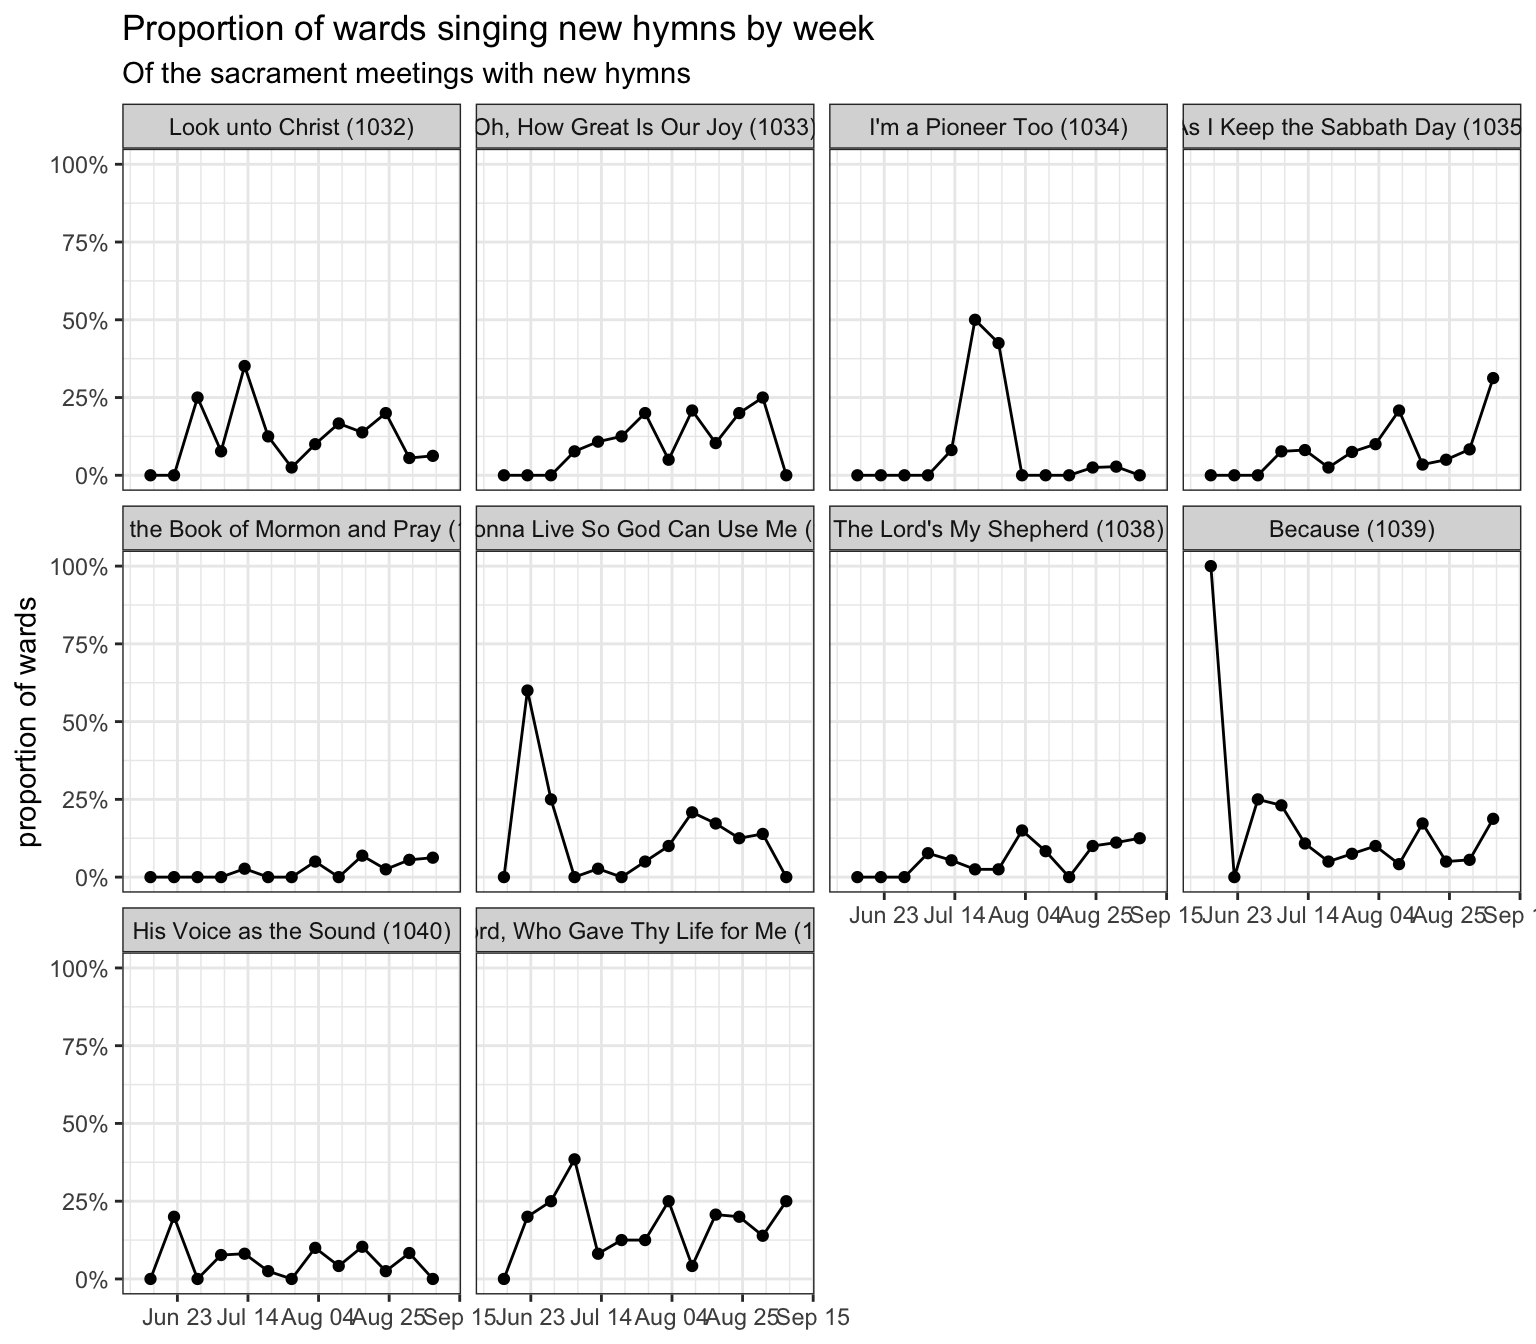 Proportion of wards singing new hymns by week
Of the sacrament meetings with new hymns
Look unto Christ (1032)
Oh, How Great Is Our Joy (1033)
I'm a Pioneer Too (1034)
As I Keep the Sabbath Day (1035
100%
75%
50%
25%
0%
the Book of Mormon and Pray (
onna Live So God Can Use Me (
The Lord's My Shepherd (1038)
Because (1039)
100%
75%
50%
25%
0%
proportion of wards
Jun 23 Jul 14 Aug 04 Aug 25 Sep 15 Jun 23 Jul 14 Aug 04 Aug 25 Sep
His Voice as the Sound (1040)
ord, Who Gave Thy Life for Me (1
100%
75%
50%
25%
0%
Jun 23 Jul 14 Aug 04 Aug 25 Sep 15 Jun 23 Jul 14 Aug 04 Aug 25 Sep 15